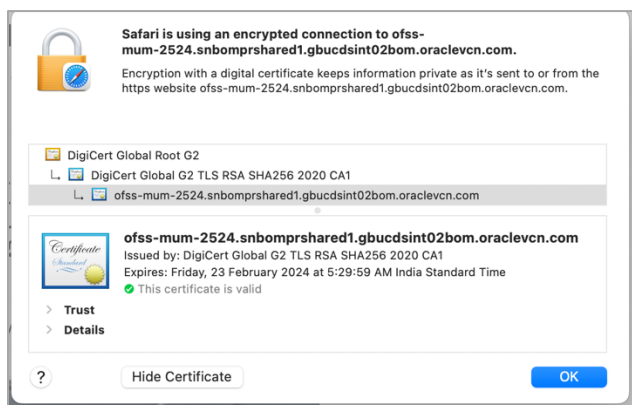 Safari is using an encrypted connection to ofss-
mum-2524.snbomprshared1.gbucdsint02bom.oraclevcn.com.
Encryption with a digital certificate keeps information private as it's sent to or from the
https website ofss-mum-2524.snbomprshared1.gbucdsint02bom.oraclevcn.com.
DigiCert Global Root G2
DigiCert Global G2 TLS RSA SHA256 2020 CA1
ofss-mum-2524.snbomprshared1.gbucdsint02bom.oraclevcn.com
Certificate
Standard
ofss-mum-2524.snbomprshared1.gbucdsint02bom.oraclevcn.com
Issued by: DigiCert Global G2 TLS RSA SHA256 2020 CA1
Expires: Friday, 23 February 2024 at 5:29:59 AM India Standard Time
This certificate is valid
Trust
Details
?
Hide Certificate
OK